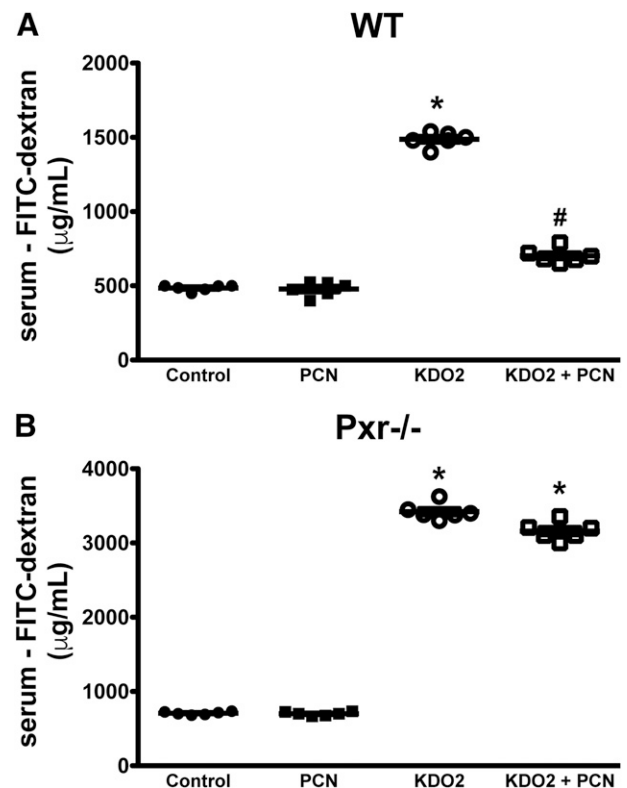 A
WT
serum - FITC-dextran
(μg/mL)
2000
1500
1000
500
0
*
#
Control PCN KDO2 KDO2 + PCN
B
Pxr-/-
serum - FITC-dextran
(μg/mL)
4000
3000
2000
1000
0
* *
Control PCN KDO2 KDO2 + PCN